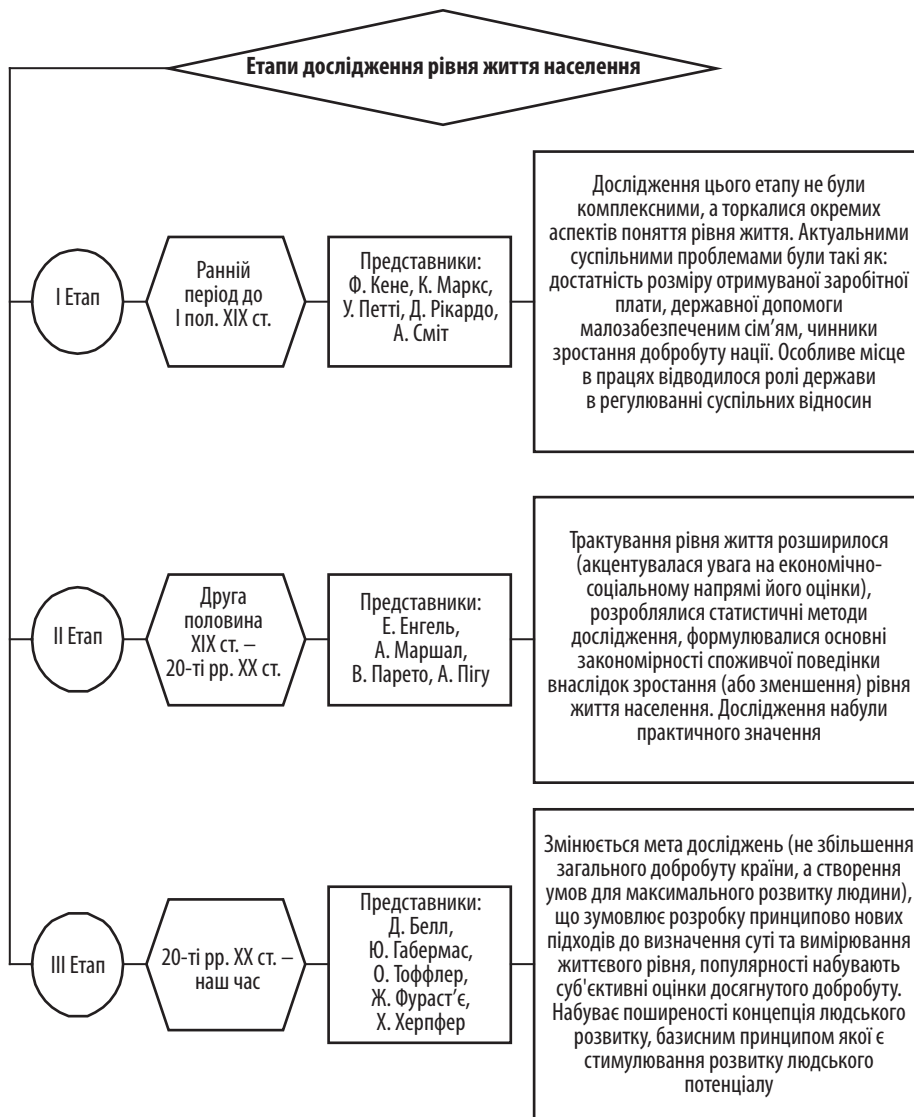 Етапи дослідження рівня життя населення
І Етап
Ранній
період до
І пол. XIX ст.
Представники:
Ф. Кене, К. Маркс,
У. Петті, Д. Рікардо,
А. Сміт
Дослідження цього етапу не були
комплексними, а торкалися окремих
аспектів поняття рівня життя. Актуальними
суспільними проблемами були такі як:
достатність розміру отримуваної заробітної
плати, державної допомоги
малозабезпеченим сім’ям, чинники
зростання добробуту нації. Особливе місце
в працях відводилося ролі держави
в регулюванні суспільних відносин
ІІ Етап
Друга
половина
XIX ст. –
20-ті рр. XX ст.
Представники:
Е. Енгель,
А. Маршал,
В. Парето, А. Пігу
Трактування рівня життя розширилося
(акцентувалася увага на економічно-
соціальному напрямі його оцінки),
розроблялися статистичні методи
дослідження, формулювалися основні
закономірності споживчої поведінки
внаслідок зростання (або зменшення) рівня
життя населення. Дослідження набули
практичного значення
ІІІ Етап
20-ті рр. XX ст. –
наш час
Представники:
Д. Белл,
Ю. Габермас,
О. Тоффлер,
Ж. Фураст’є,
Х. Херпфер
Змінюється мета досліджень (не збільшення
загального добробуту країни, а створення
умов для максимального розвитку людини),
що зумовлює розробку принципово нових
підходів до визначення суті та вимірювання
життєвого рівня, популярності набувають
суб'єктивні оцінки досягнутого добробуту.
Набуває поширеності концепція людського
розвитку, базисним принципом якої є
стимулювання розвитку людського
потенціалу